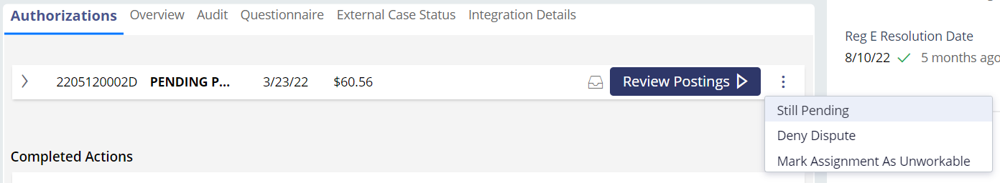 Authorizations Overview Audit Questionnaire External Case Status Integration Details
Reg E Resolution Date
8/10/22 5 months ago
2205120002D PENDING P... 3/23/22 $60.56 Review Postings
Still Pending
Deny Dispute
Mark Assignment As Unworkable
Completed Actions